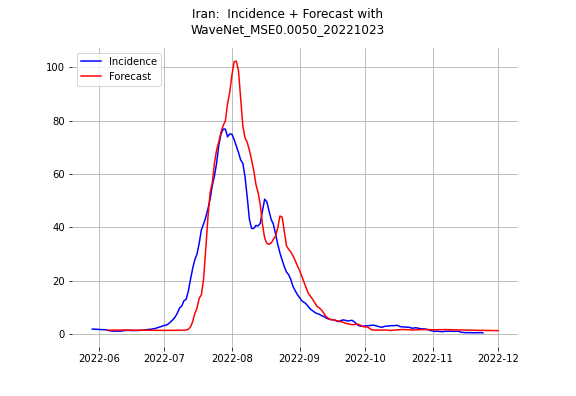 Iran:  Incidence + Forecast with
WaveNet_MSE0.0050_20221023
Incidence
Forecast
100
80
60
40
20
0
2022-06 2022-07 2022-08 2022-09 2022-10 2022-11 2022-12